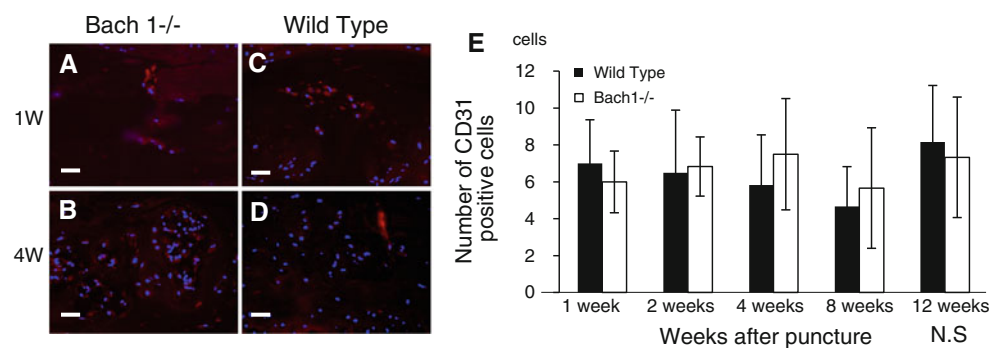 Bach 1-/- Wild Type
A
C
1W
B
D
4W
E
cells
Wild Type
Bach1-/-
Number of CD31
positive cells
12
10
8
6
4
2
0
1 week 2 weeks 4 weeks 8 weeks 12 weeks
Weeks after puncture N.S